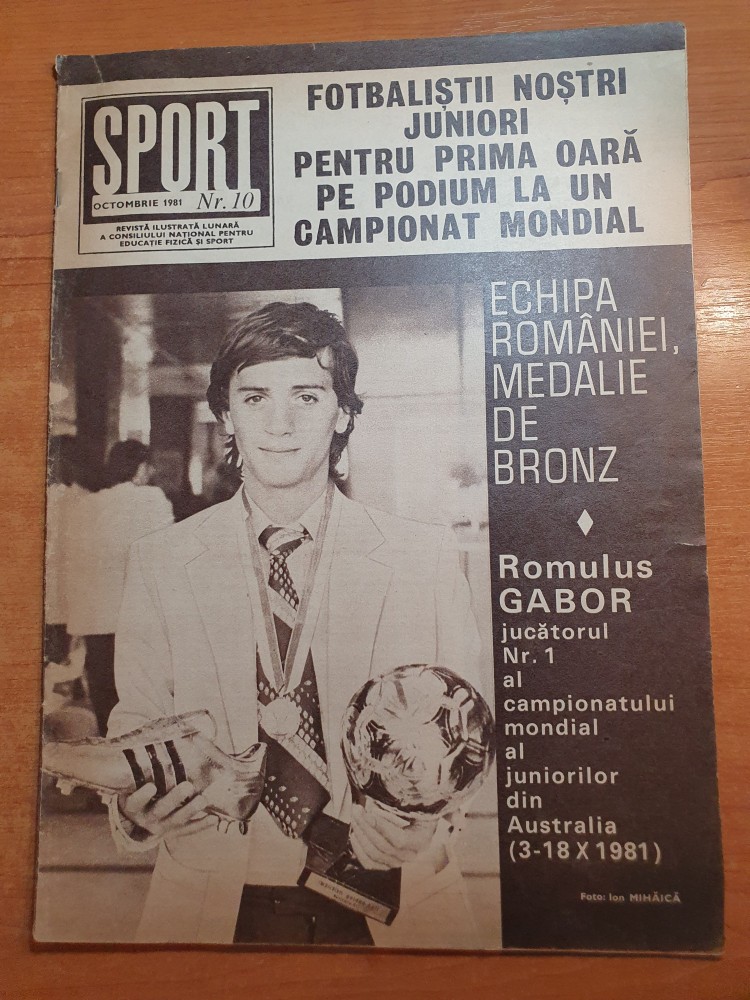 SPORT
OCTOMBRIE 1981 Nr. 10
REVISTĂ ILUSTRATĂ LUNARĂ
A CONSILIULUI NAȚIONAL PENTRU
EDUCAȚIE FIZICĂ ȘI SPORT
FOTBALIȘTII NOȘTRI
JUNIORI
PENTRU PRIMA OARĂ
PE PODIUM LA UN
CAMPIONAT MONDIAL
ECHIPA
ROMÂNIEI,
MEDALIE
DE
BRONZ
Romulus
GABOR
jucătorul
Nr. 1
al
campionatului
mondial
al
juniorilor
din
Australia
(3-18 X 1981)
Foto: Ion MIHĂICĂ